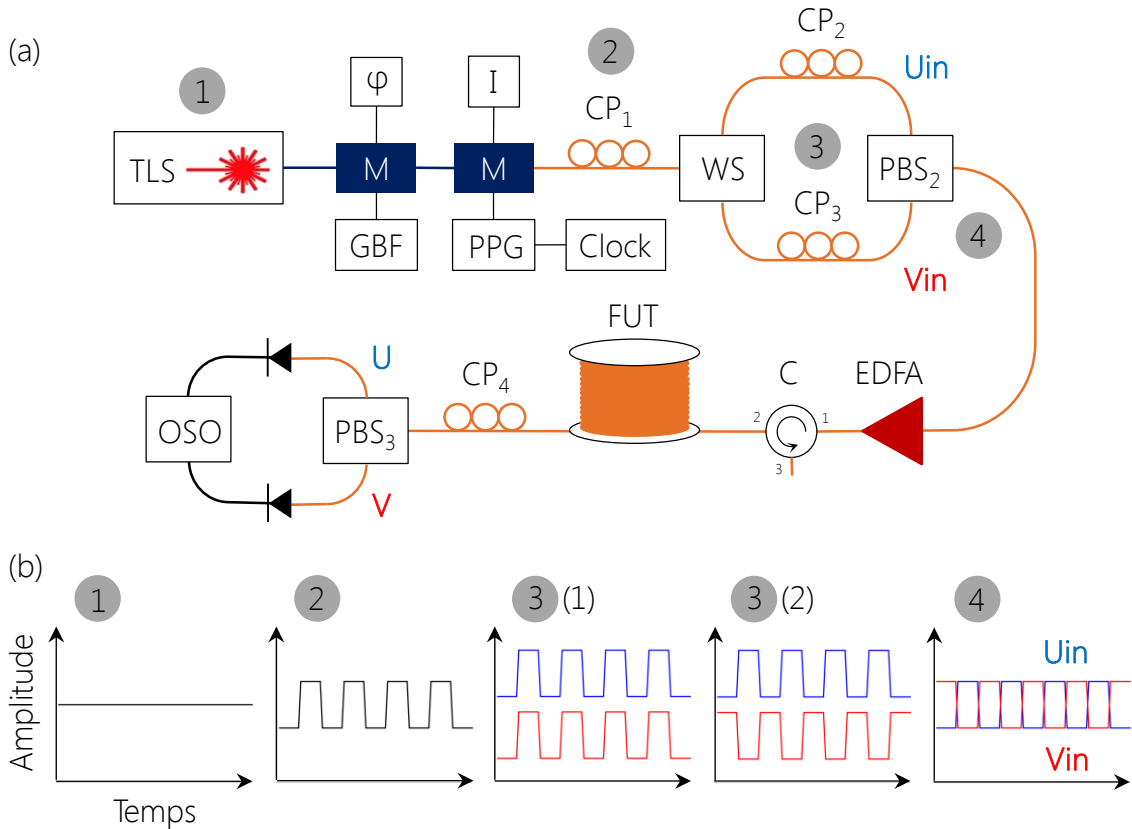 (a)
1
2
CP2
Uin
φ
I
CP1
3
TLS
M
M
WS
PBS2
CP3
4
GBF
PPG
Clock
Vin
FUT
U
CP4
C
EDFA
2
1
OSO
PBS3
3
V
(b)
1
2
3 (1)
3 (2)
4
Amplitude
Uin
Vin
Temps